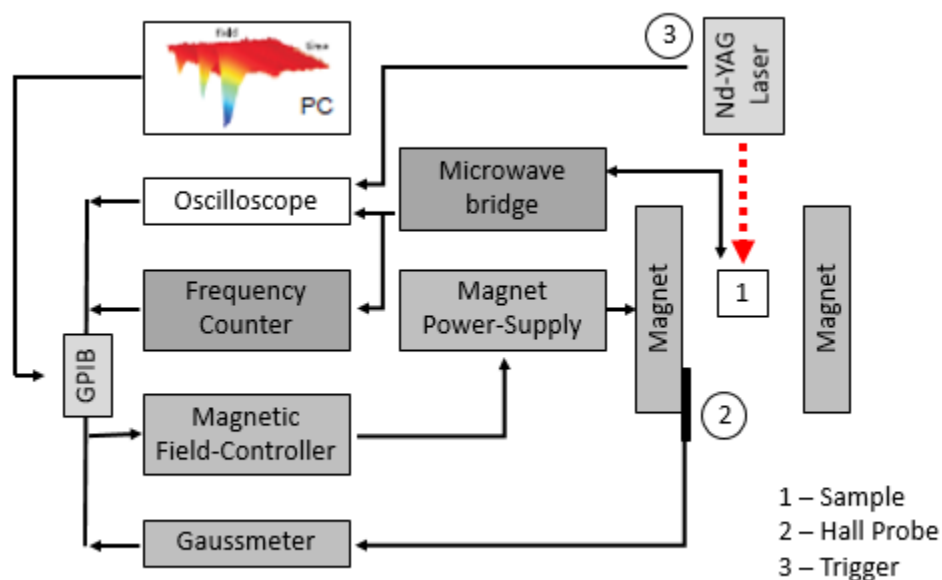 field
time
PC
3
Nd-YAG
Laser
Oscilloscope
Microwave
bridge
Frequency
Counter
Magnet
Power-Supply
Magnet
1
Magnet
GPIB
Magnetic
Field-Controller
2
Gaussmeter
1 – Sample
2 – Hall Probe
3 – Trigger